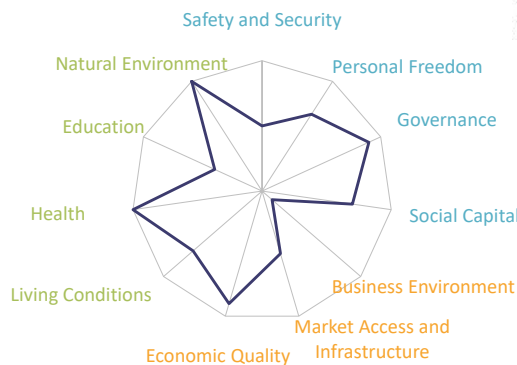 Safety and Security
Natural Environment
Personal Freedom
Governance
Education
Health
Social Capital
Living Conditions
Business Environment
Market Access and
Infrastructure
Economic Quality